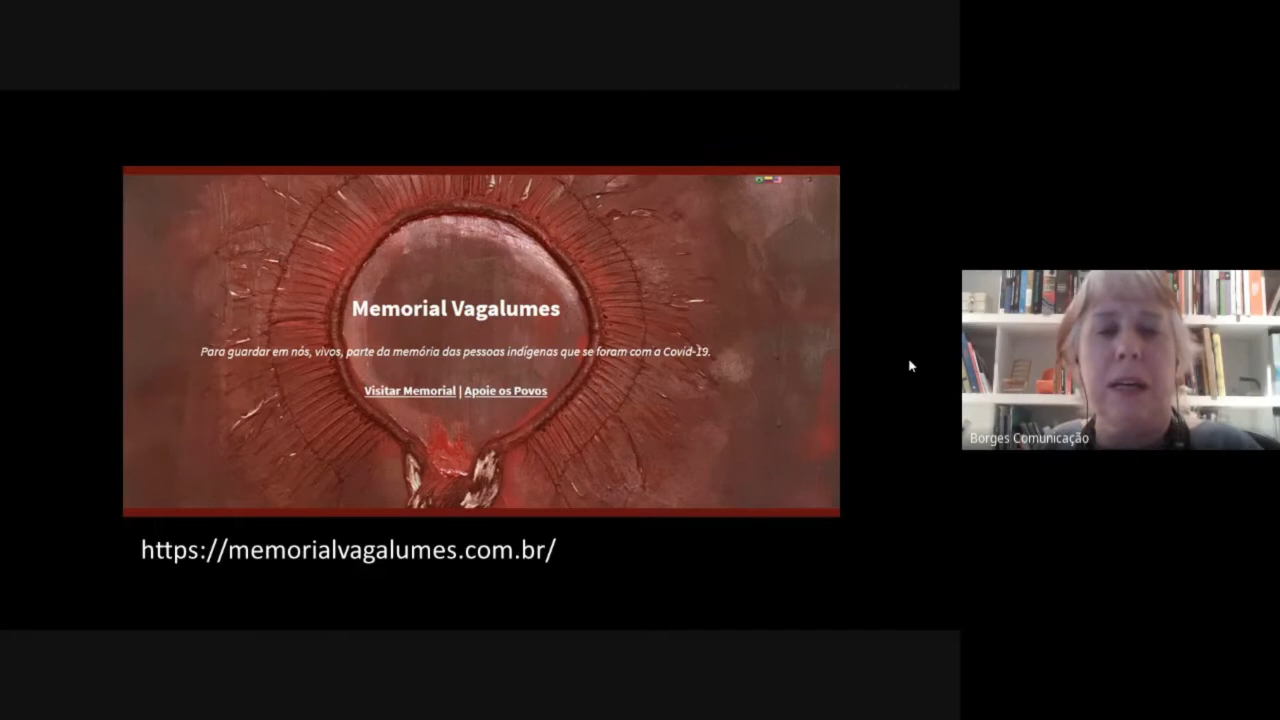 Memorial Vagalumes
Para guardar em nós, vivos, parte da memória das pessoas indígenas que se foram com a Covid-19.
Visitar Memorial | Apoie os Povos
https://memorialvagalumes.com.br/
Borges Comunicação